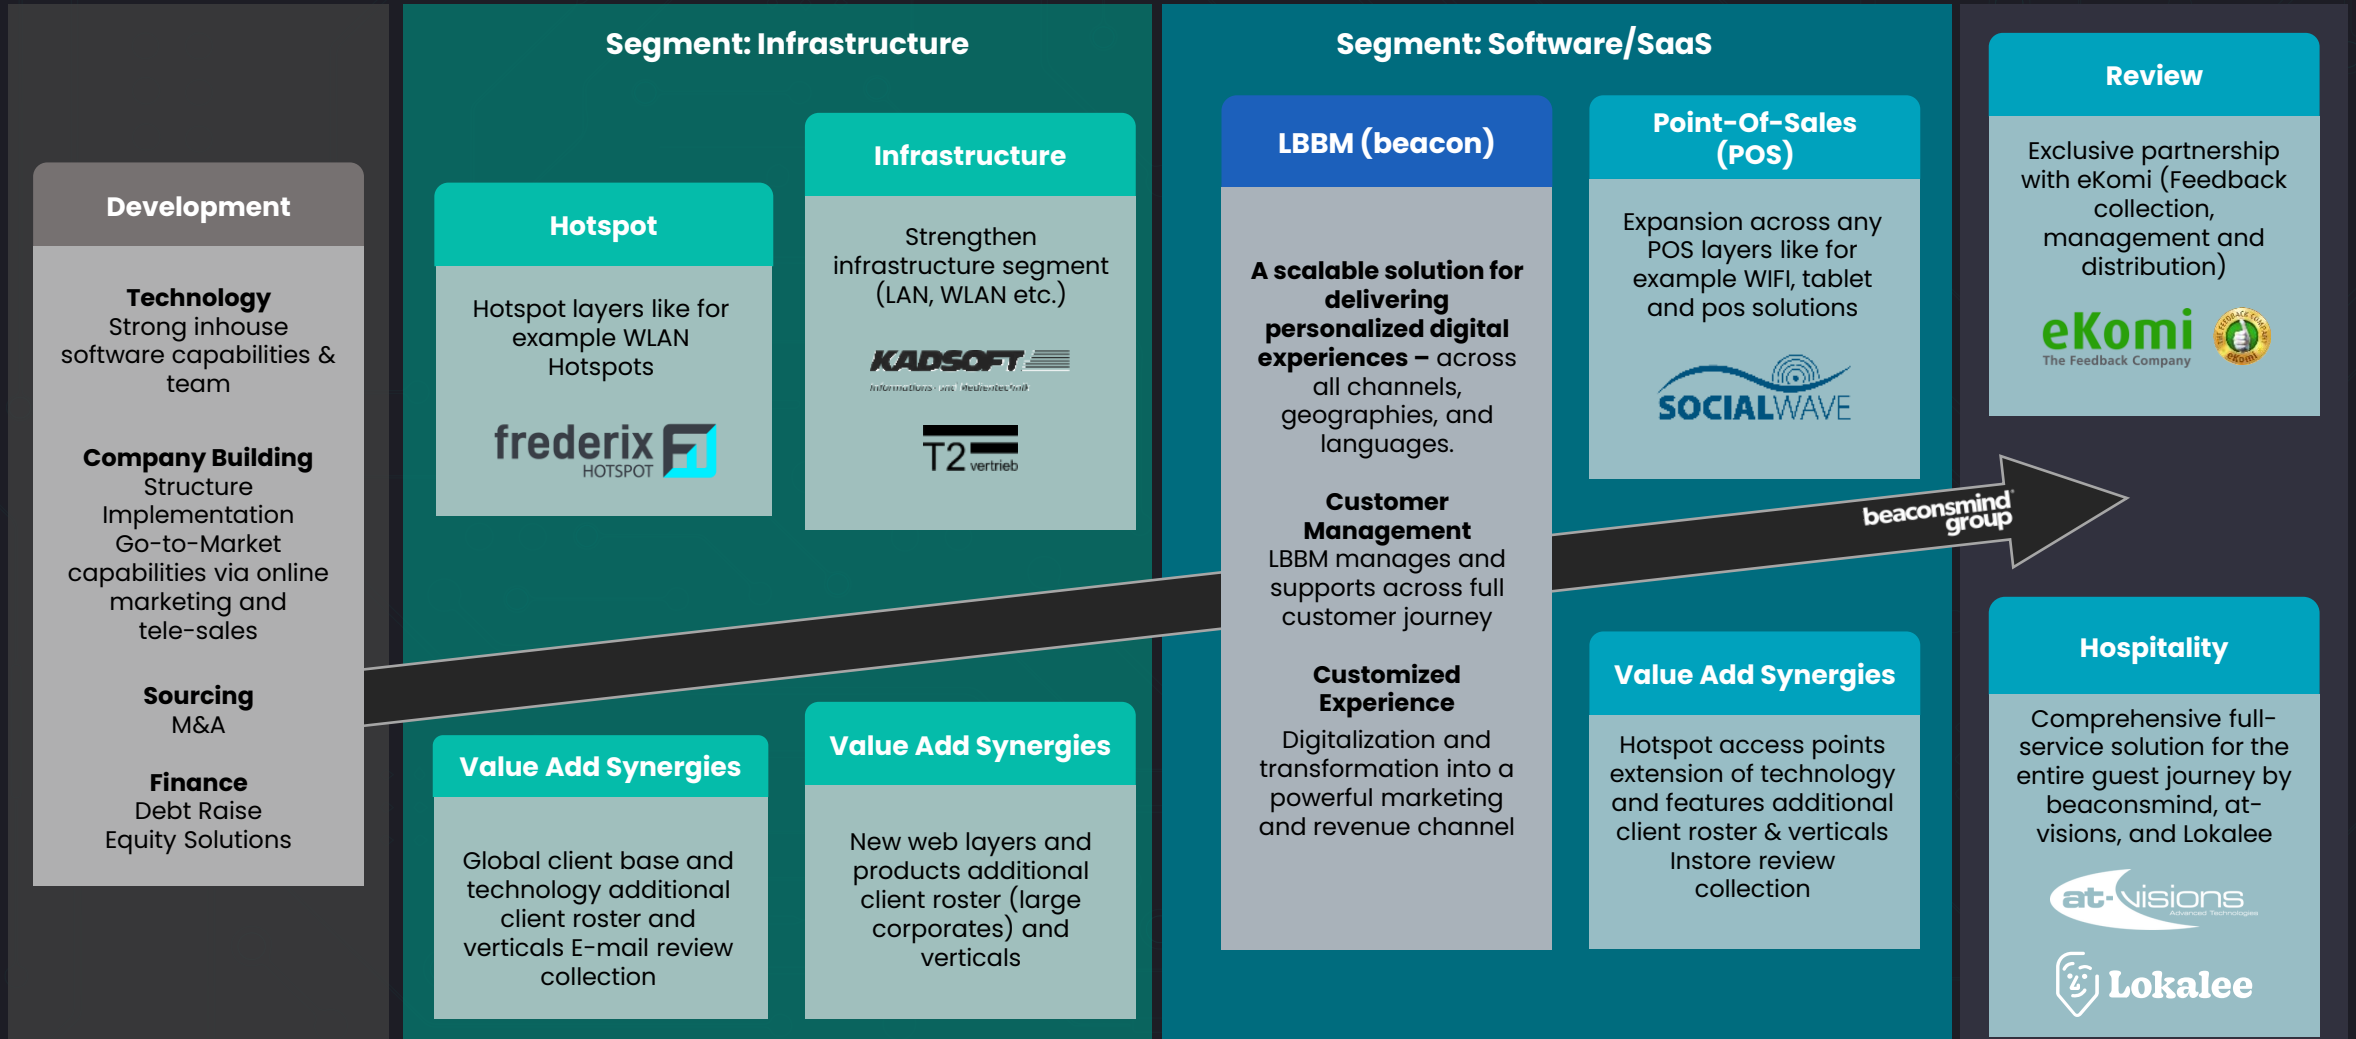 Development
Technology
Strong inhouse
software capabilities &
team
Company Building
Structure
Implementation
Go-to-Market
capabilities via online
marketing and
tele-sales
Sourcing
M&A
Finance
Debt Raise
Equity Solutions
Segment: Infrastructure
Hotspot
Hotspot layers like for
example WLAN
Hotspots
frederix
HOTSPOT
Infrastructure
Strengthen
infrastructure segment
(LAN, WLAN etc.)
KADSOFT
Informations- und Medientechnik
T2 vertrieb
Value Add Synergies
Global client base and
technology additional
client roster and
verticals E-mail review
collection
Value Add Synergies
New web layers and
products additional
client roster (large
corporates) and
verticals
Segment: Software/SaaS
LBBM (beacon)
A scalable solution for
delivering
personalized digital
experiences – across
all channels,
geographies, and
languages.
Customer
Management
LBBM manages and
supports across full
customer journey
Customized
Experience
Digitalization and
transformation into a
powerful marketing
and revenue channel
Point-Of-Sales
(POS)
Expansion across any
POS layers like for
example WIFI, tablet
and pos solutions
SOCIALWAVE
beaconsmind
group
Value Add Synergies
Hotspot access points
extension of technology
and features additional
client roster & verticals
Instore review
collection
Review
Exclusive partnership
with eKomi (Feedback
collection,
management and
distribution)
eKomi
The Feedback Company
THE FEEDBACK COMPANY
eKomi
Hospitality
Comprehensive full-
service solution for the
entire guest journey by
beaconsmind, at-
visions, and Lokalee
at-visions
Advanced Technologies
Lokalee